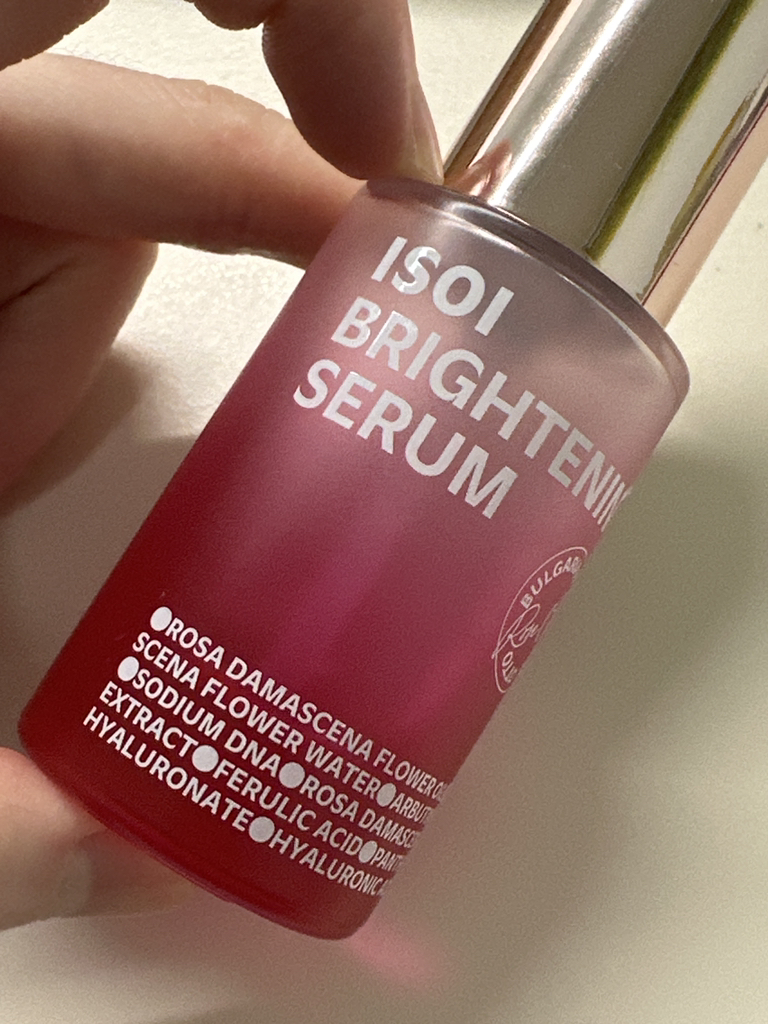 ISOI
BRIGHTENIN
SERUM
BULGARI
●ROSA DAMASCENA FLOWER
SCENA FLOWER WATER●ARBUT
●SODIUM DNA●ROSA DAMASC
EXTRACT●FERULIC ACID●PANT
HYALURONATE●HYALURONIC